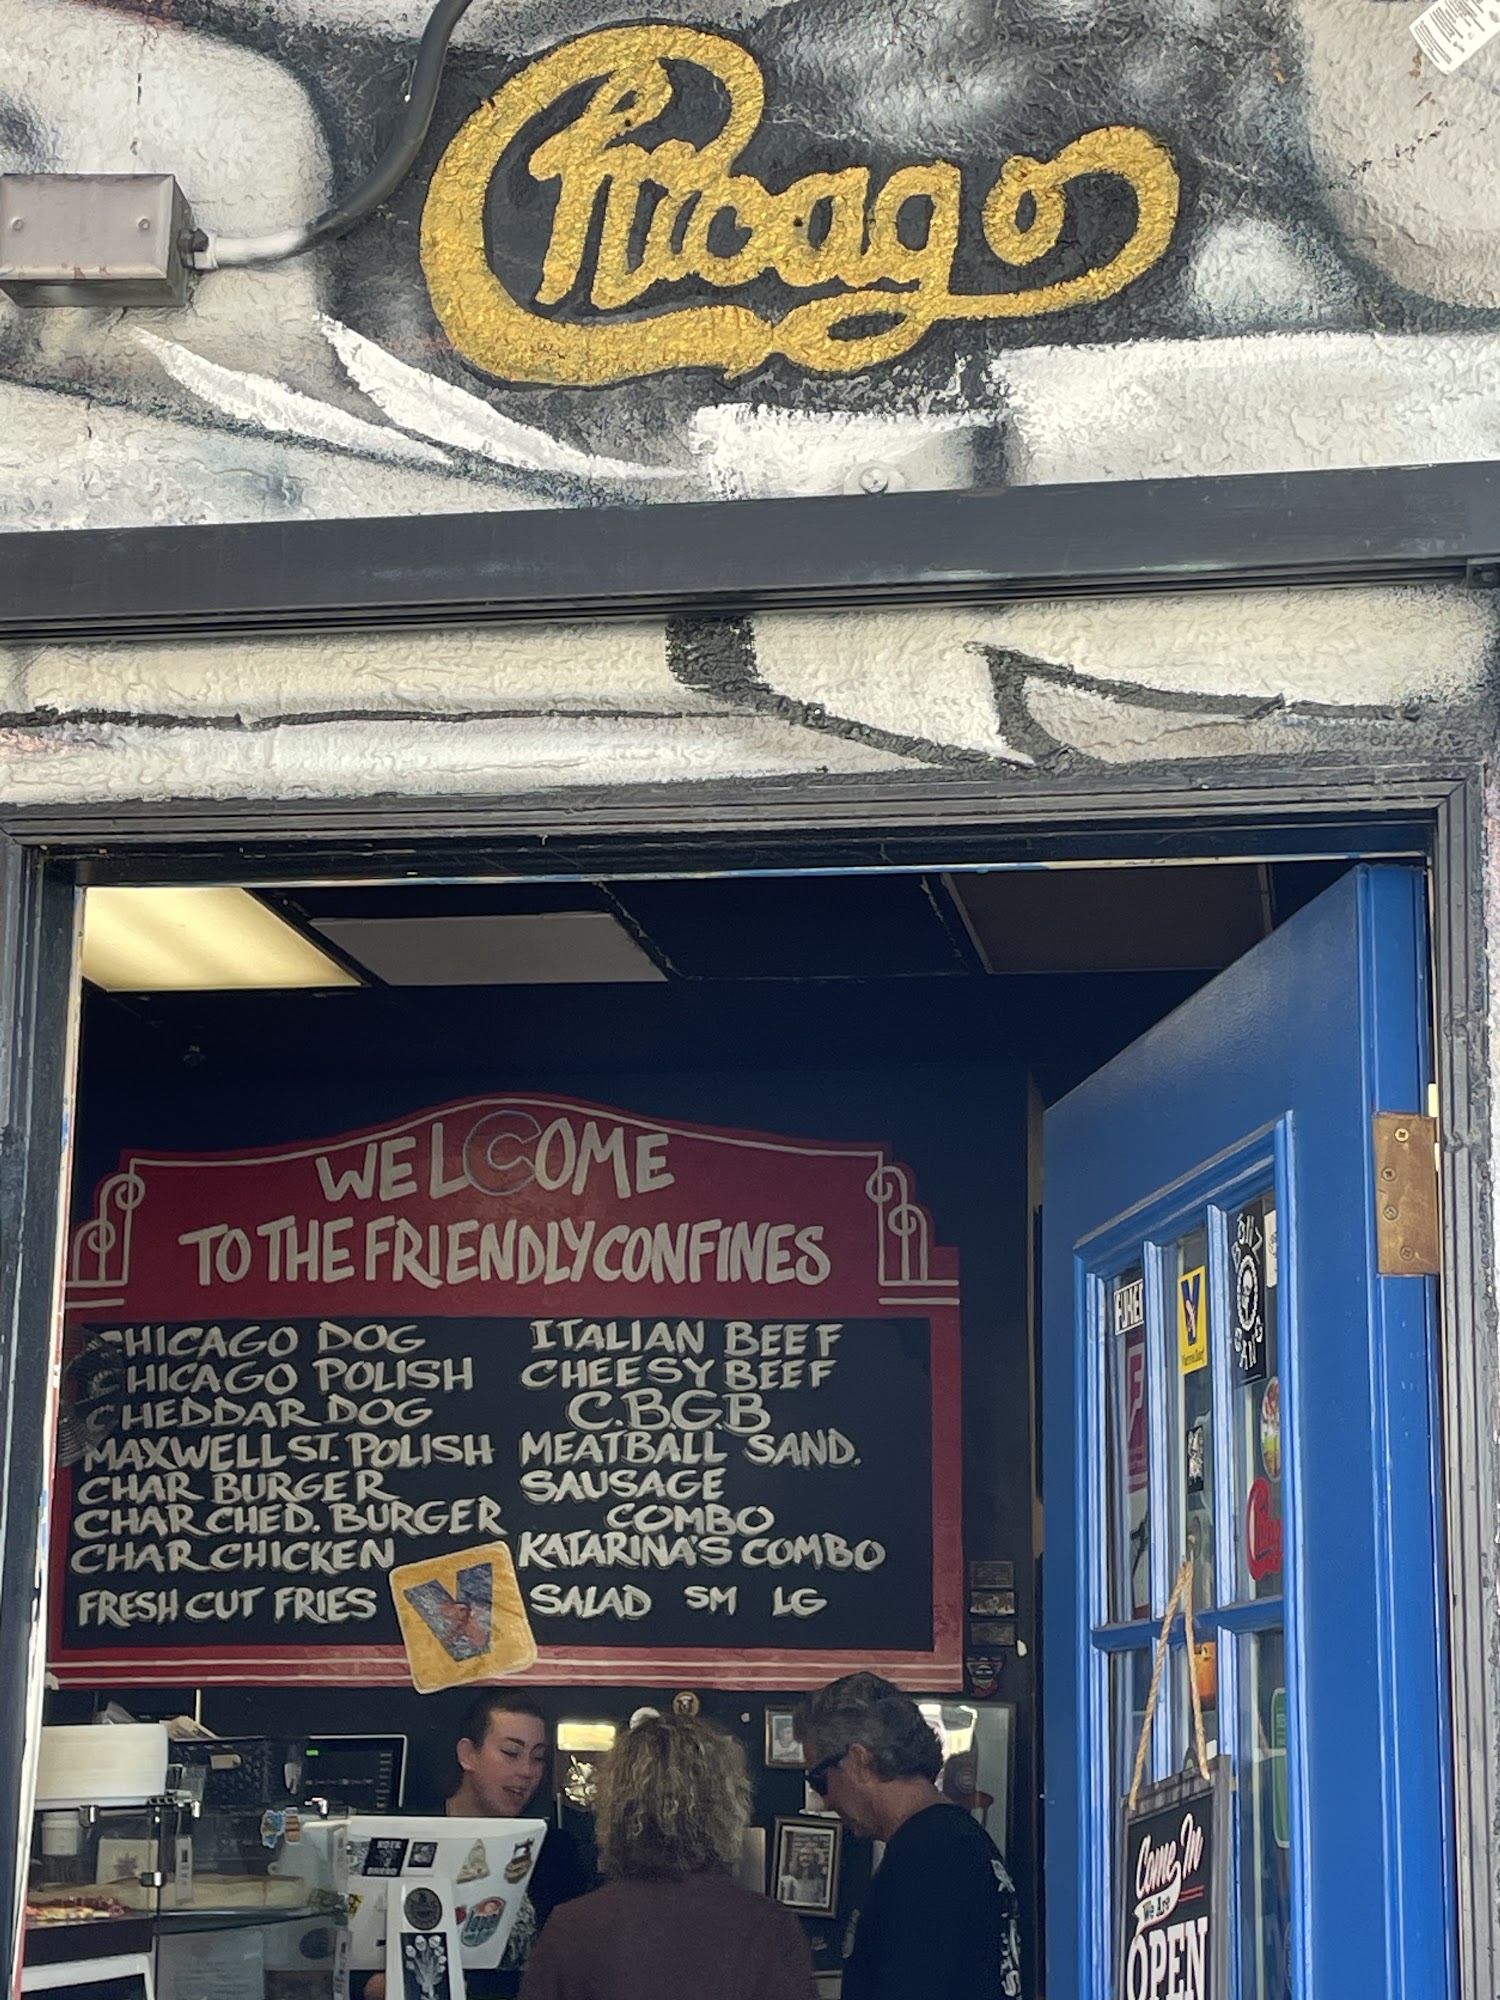 Chicago
WELCOME
TO THE FRIENDLY CONFINES
CHICAGO DOG
CHICAGO POLISH
CHEDDAR DOG
MAXWELL ST. POLISH
CHAR BURGER
CHAR CHED. BURGER
CHAR CHICKEN
FRESH CUT FRIES
V
ITALIAN BEEF
CHEESY BEEF
C.B.G.B
MEATBALL SAND.
SAUSAGE
COMBO
KATARINA'S COMBO
SALAD SM LG
Come In
We Are
OPEN